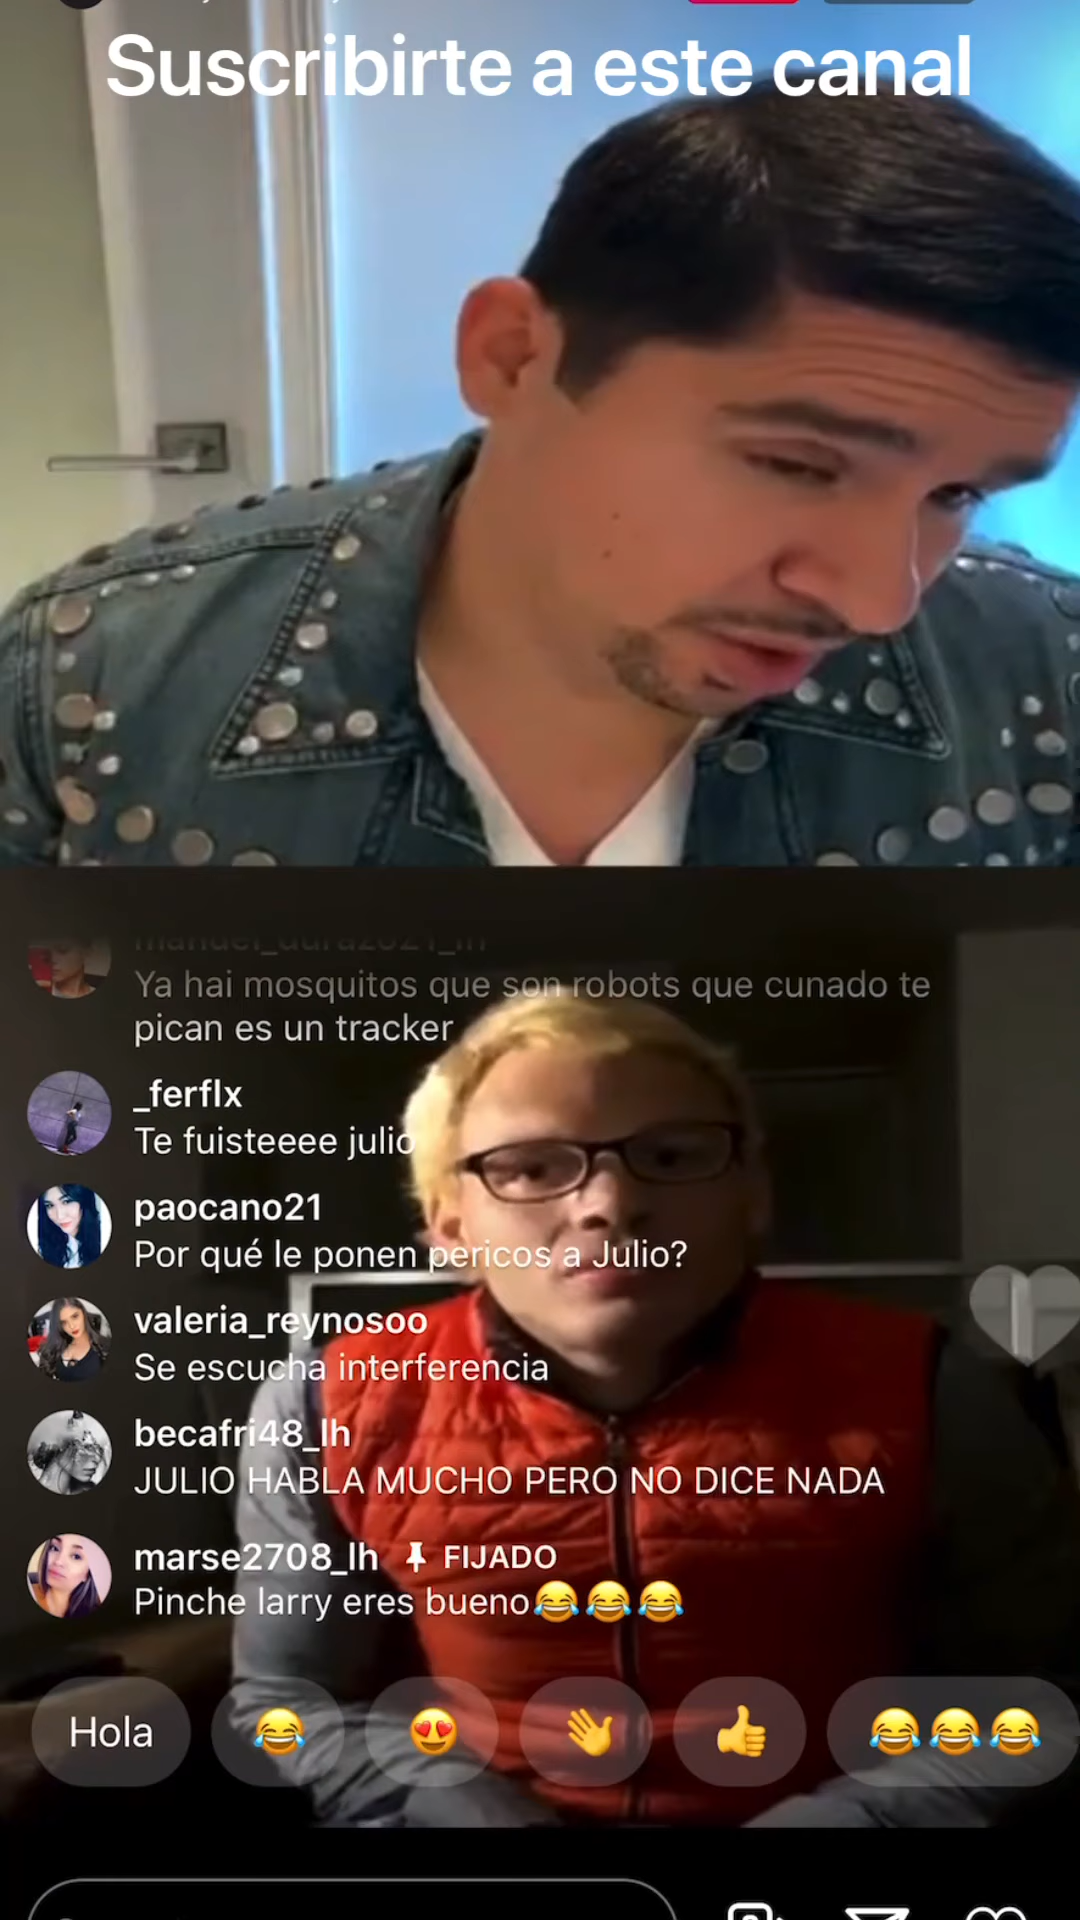 Suscribirte a este canal
manuel_durazo21_lh
Ya hai mosquitos que son robots que cunado te
pican es un tracker
_ferflx
Te fuisteeee julio
paocano21
Por qué le ponen pericos a Julio?
valeria_reynosoo
Se escucha interferencia
becafri48_lh
JULIO HABLA MUCHO PERO NO DICE NADA
marse2708_lh FIJADO
Pinche larry eres bueno😂😂😂
Hola 😂 😍 👋 👍 😂😂😂